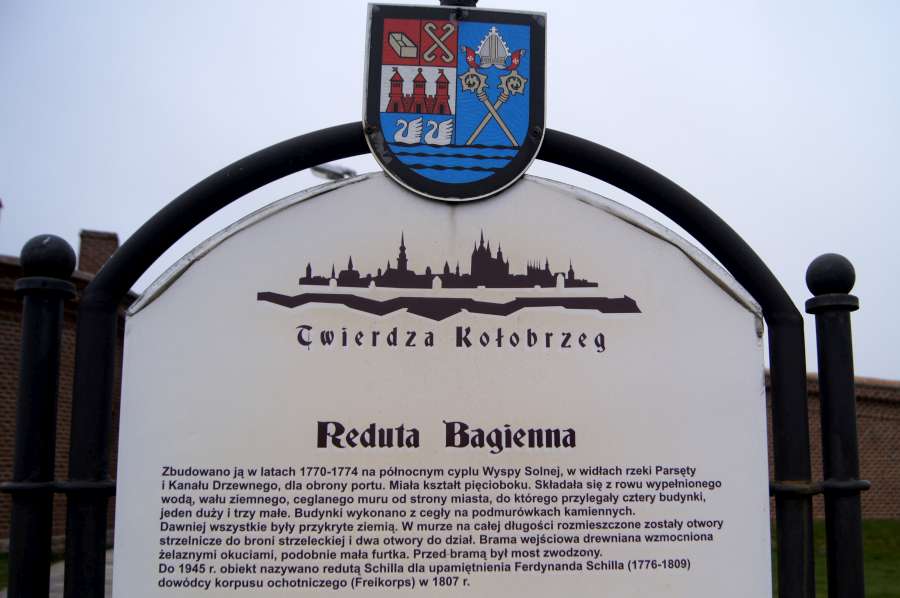 Twierdza Kołobrzeg
Reduta Bagienna
Zbudowano ją w latach 1770-1774 na północnym cyplu Wyspy Solnej, w widłach rzeki Parsęty
i Kanału Drzewnego, dla obrony portu. Miała kształt pięcioboku. Składała się z rowu wypełnionego
wodą, wału ziemnego, ceglanego muru od strony miasta, do którego przylegały cztery budynki,
jeden duży i trzy małe. Budynki wykonano z cegły na podmurówkach kamiennych.
Dawniej wszystkie były przykryte ziemią. W murze na całej długości rozmieszczone zostały otwory
strzelnicze do broni strzeleckiej i dwa otwory do dział. Brama wejściowa drewniana wzmocniona
żelaznymi okuciami, podobnie mała furtka. Przed bramą był most zwodzony.
Do 1945 r. obiekt nazywano redutą Schilla dla upamiętnienia Ferdynanda Schilla (1776-1809)
dowódcy korpusu ochotniczego (Freikorps) w 1807 r.